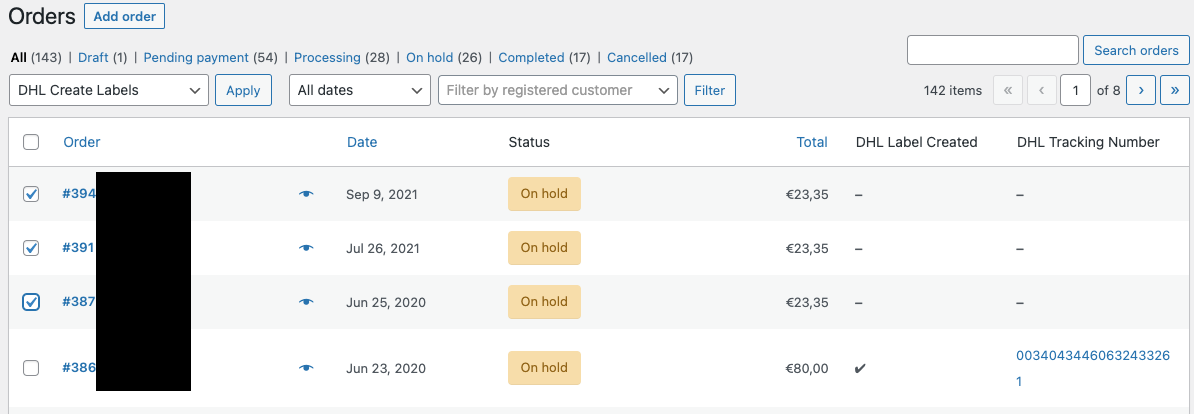 Orders Add order
All (143) | Draft (1) | Pending payment (54) | Processing (28) | On hold (26) | Completed (17) | Cancelled (17)
Search orders
DHL Create Labels Apply All dates Filter by registered customer Filter 142 items « ‹ 1 of 8 › »
Order Date Status Total DHL Label Created DHL Tracking Number
#394 Sep 9, 2021 On hold €23,35 – –
#391 Jul 26, 2021 On hold €23,35 – –
#387 Jun 25, 2020 On hold €23,35 – –
#386 Jun 23, 2020 On hold €80,00 ✔ 0034043446063243326
1